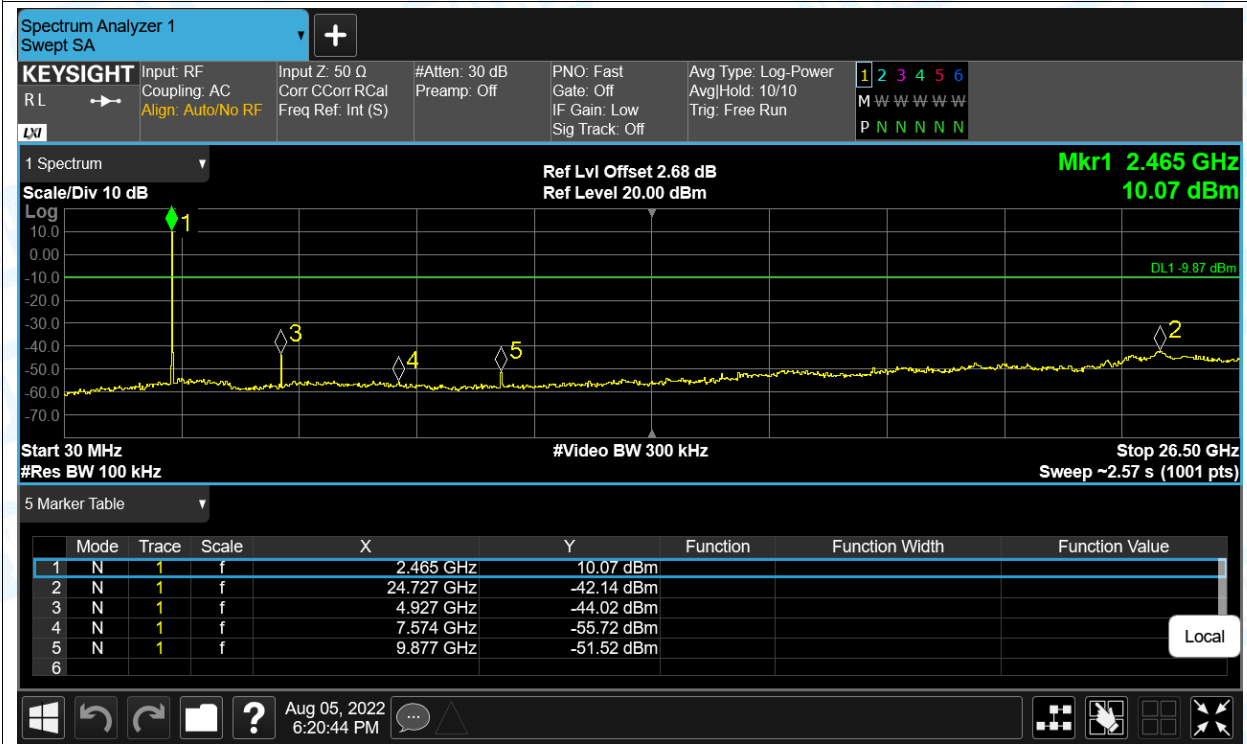 Spectrum Analyzer 1
Swept SA
KEYSIGHT Input: RF Input Z: 50 Ω #Atten: 30 dB PNO: Fast Avg Type: Log-Power 1 2 3 4 5 6
R L Coupling: AC Corr CCorr RCal Preamp: Off Gate: Off Avg|Hold: 10/10 M W W W W W
Align: Auto/No RF Freq Ref: Int (S) IF Gain: Low Trig: Free Run
LXI Sig Track: Off P N N N N N
1 Spectrum Ref Lvl Offset 2.68 dB Mkr1 2.465 GHz
Scale/Div 10 dB Ref Level 20.00 dBm 10.07 dBm
Log
1
10.0
0.00
DL1 -9.87 dBm
-10.0
-20.0
-30.0
3 2
-40.0
4 5
-50.0
-60.0
-70.0
Start 30 MHz #Video BW 300 kHz Stop 26.50 GHz
#Res BW 100 kHz Sweep ~2.57 s (1001 pts)
5 Marker Table
Mode Trace Scale X Y Function Function Width Function Value
1 N 1 f 2.465 GHz 10.07 dBm
2 N 1 f 24.727 GHz -42.14 dBm
3 N 1 f 4.927 GHz -44.02 dBm
4 N 1 f 7.574 GHz -55.72 dBm
5 N 1 f 9.877 GHz -51.52 dBm
6
Local
? Aug 05, 2022
6:20:44 PM